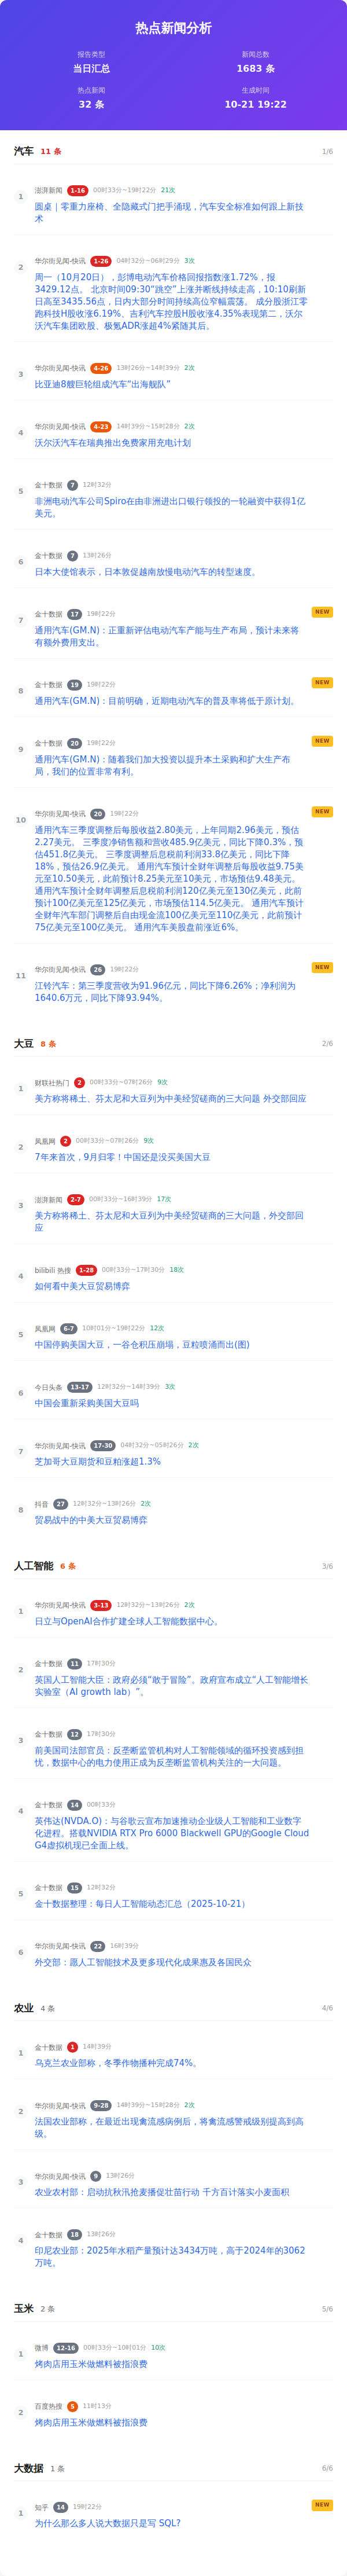 热点新闻分析
报告类型
当日汇总
新闻总数
1683 条
热点新闻
32 条
生成时间
10-21 19:22
汽车 11 条 1/6
1
澎湃新闻 1-16 00时33分~19时22分 21次
圆桌｜零重力座椅、全隐藏式门把手涌现，汽车安全标准如何跟上新技
术
2
华尔街见闻-快讯 1-26 04时32分~06时29分 3次
周一（10月20日），彭博电动汽车价格回报指数涨1.72%，报
3429.12点。 北京时间09:30“跳空”上涨并断线持续走高，10:10刷新
日高至3435.56点，日内大部分时间持续高位窄幅震荡。 成分股浙江零
跑科技H股收涨6.19%、吉利汽车控股H股收涨4.35%表现第二，沃尔
沃汽车集团欧股、极氪ADR涨超4%紧随其后。
3
华尔街见闻-快讯 4-26 13时26分~14时39分 2次
比亚迪8艘巨轮组成汽车“出海舰队”
4
华尔街见闻-快讯 4-23 14时39分~15时28分 2次
沃尔沃汽车在瑞典推出免费家用充电计划
5
金十数据 7 12时32分
非洲电动汽车公司Spiro在由非洲进出口银行领投的一轮融资中获得1亿
美元。
6
金十数据 7 13时26分
日本大使馆表示，日本敦促越南放慢电动汽车的转型速度。
7
金十数据 17 19时22分 NEW
通用汽车(GM.N)：正重新评估电动汽车产能与生产布局，预计未来将
有额外费用支出。
8
金十数据 19 19时22分 NEW
通用汽车(GM.N)：目前明确，近期电动汽车的普及率将低于原计划。
9
金十数据 20 19时22分 NEW
通用汽车(GM.N)：随着我们加大投资以提升本土采购和扩大生产布
局，我们的位置非常有利。
10
华尔街见闻-快讯 20 19时22分 NEW
通用汽车三季度调整后每股收益2.80美元，上年同期2.96美元，预估
2.27美元。 三季度净销售额和营收485.9亿美元，同比下降0.3%，预
估451.8亿美元。 三季度调整后息税前利润33.8亿美元，同比下降
18%，预估26.9亿美元。 通用汽车预计全财年调整后每股收益9.75美
元至10.50美元，此前预计8.25美元至10美元，市场预估9.48美元。
通用汽车预计全财年调整后息税前利润120亿美元至130亿美元，此前
预计100亿美元至125亿美元，市场预估114.5亿美元。 通用汽车预计
全财年汽车部门调整后自由现金流100亿美元至110亿美元，此前预计
75亿美元至100亿美元。 通用汽车美股盘前涨近6%。
11
华尔街见闻-快讯 26 19时22分 NEW
江铃汽车：第三季度营收为91.96亿元，同比下降6.26%；净利润为
1640.6万元，同比下降93.94%。
大豆 8 条 2/6
1
财联社热门 2 00时33分~07时26分 9次
美方称将稀土、芬太尼和大豆列为中美经贸磋商的三大问题 外交部回应
2
凤凰网 2 00时33分~07时26分 9次
7年来首次，9月归零！中国还是没买美国大豆
3
澎湃新闻 2-7 00时33分~16时39分 17次
美方称将稀土、芬太尼和大豆列为中美经贸磋商的三大问题，外交部回
应
4
bilibili 热搜 1-28 00时33分~17时30分 18次
如何看中美大豆贸易博弈
5
凤凰网 6-7 10时01分~19时22分 12次
中国停购美国大豆，一谷仓积压崩塌，豆粒喷涌而出(图)
6
今日头条 13-17 12时32分~14时39分 3次
中国会重新采购美国大豆吗
7
华尔街见闻-快讯 17-30 04时32分~05时26分 2次
芝加哥大豆期货和豆粕涨超1.3%
8
抖音 27 12时32分~13时26分 2次
贸易战中的中美大豆贸易博弈
人工智能 6 条 3/6
1
华尔街见闻-快讯 3-13 12时32分~13时26分 2次
日立与OpenAI合作扩建全球人工智能数据中心。
2
金十数据 11 17时30分
英国人工智能大臣：政府必须“敢于冒险”。政府宣布成立“人工智能增长
实验室（AI growth lab）”。
3
金十数据 12 17时30分
前美国司法部官员：反垄断监管机构对人工智能领域的循环投资感到担
忧，数据中心的电力使用正成为反垄断监管机构关注的一大问题。
4
金十数据 14 00时33分
英伟达(NVDA.O)：与谷歌云宣布加速推动企业级人工智能和工业数字
化进程。搭载NVIDIA RTX Pro 6000 Blackwell GPU的Google Cloud
G4虚拟机现已全面上线。
5
金十数据 15 12时32分
金十数据整理：每日人工智能动态汇总（2025-10-21）
6
华尔街见闻-快讯 22 16时39分
外交部：愿人工智能技术及更多现代化成果惠及各国民众
农业 4 条 4/6
1
金十数据 1 14时39分
乌克兰农业部称，冬季作物播种完成74%。
2
华尔街见闻-快讯 9-28 14时39分~15时28分 2次
法国农业部称，在最近出现禽流感病例后，将禽流感警戒级别提高到高
级。
3
华尔街见闻-快讯 9 13时26分
农业农村部：启动抗秋汛抢麦播促壮苗行动 千方百计落实小麦面积
4
金十数据 18 13时26分
印尼农业部：2025年水稻产量预计达3434万吨，高于2024年的3062
万吨。
玉米 2 条 5/6
1
微博 12-16 00时33分~10时01分 10次
烤肉店用玉米做燃料被指浪费
2
百度热搜 5 11时13分
烤肉店用玉米做燃料被指浪费
大数据 1 条 6/6
1
知乎 14 19时22分 NEW
为什么那么多人说大数据只是写 SQL?